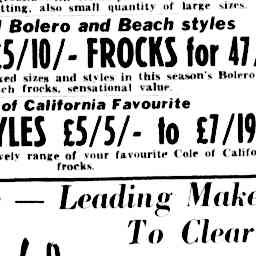 tting, also small quantity of large sizes.
Bolero and Beach styles
£5/10/- FROCKS for 47/
xed sizes and styles in this season's Bolero
ch frocks, sensational value.
of California Favourite
YLES £5/5/- to £7/19
vely range of your favourite Cole of Califo
frocks.
— Leading Make
To Clear